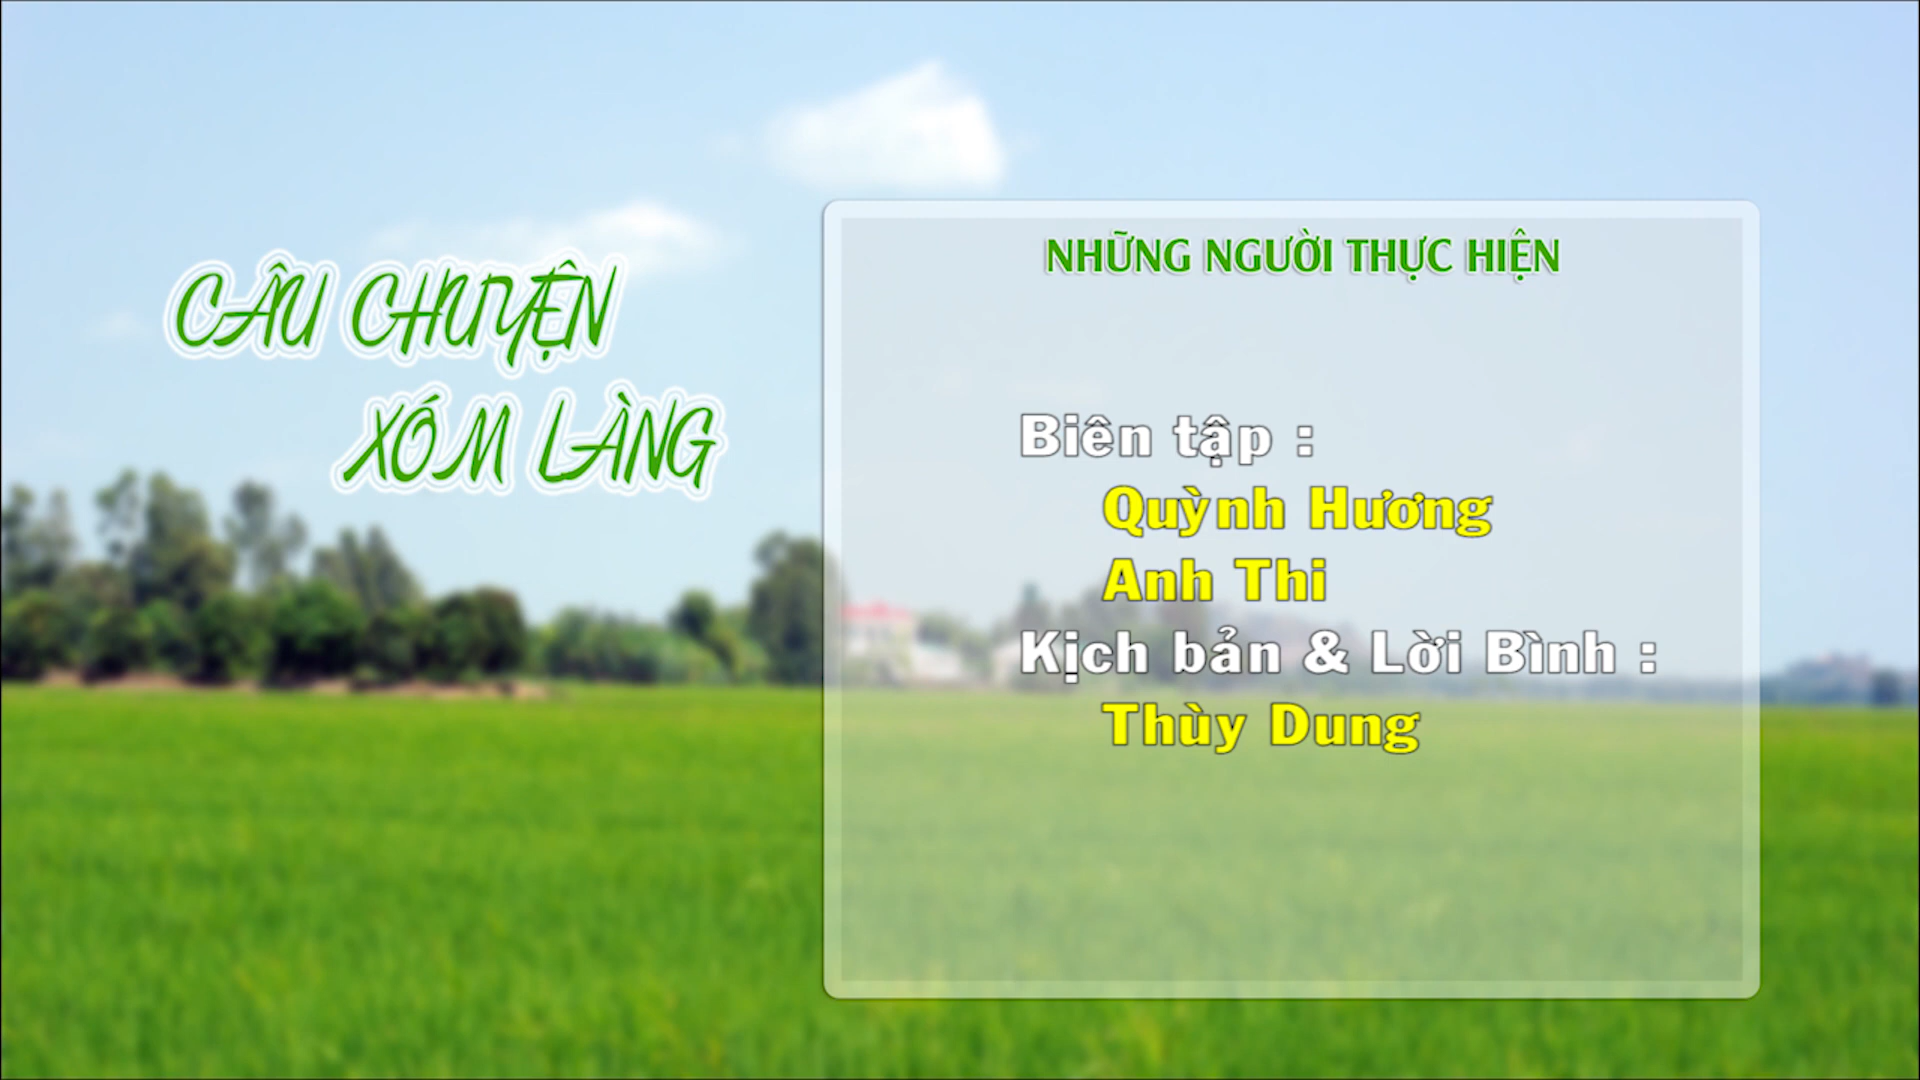 CÂU CHUYỆN
XÓM LÀNG
NHỮNG NGƯỜI THỰC HIỆN
Biên tập :
Quỳnh Hương
Anh Thi
Kịch bản & Lời Bình :
Thùy Dung